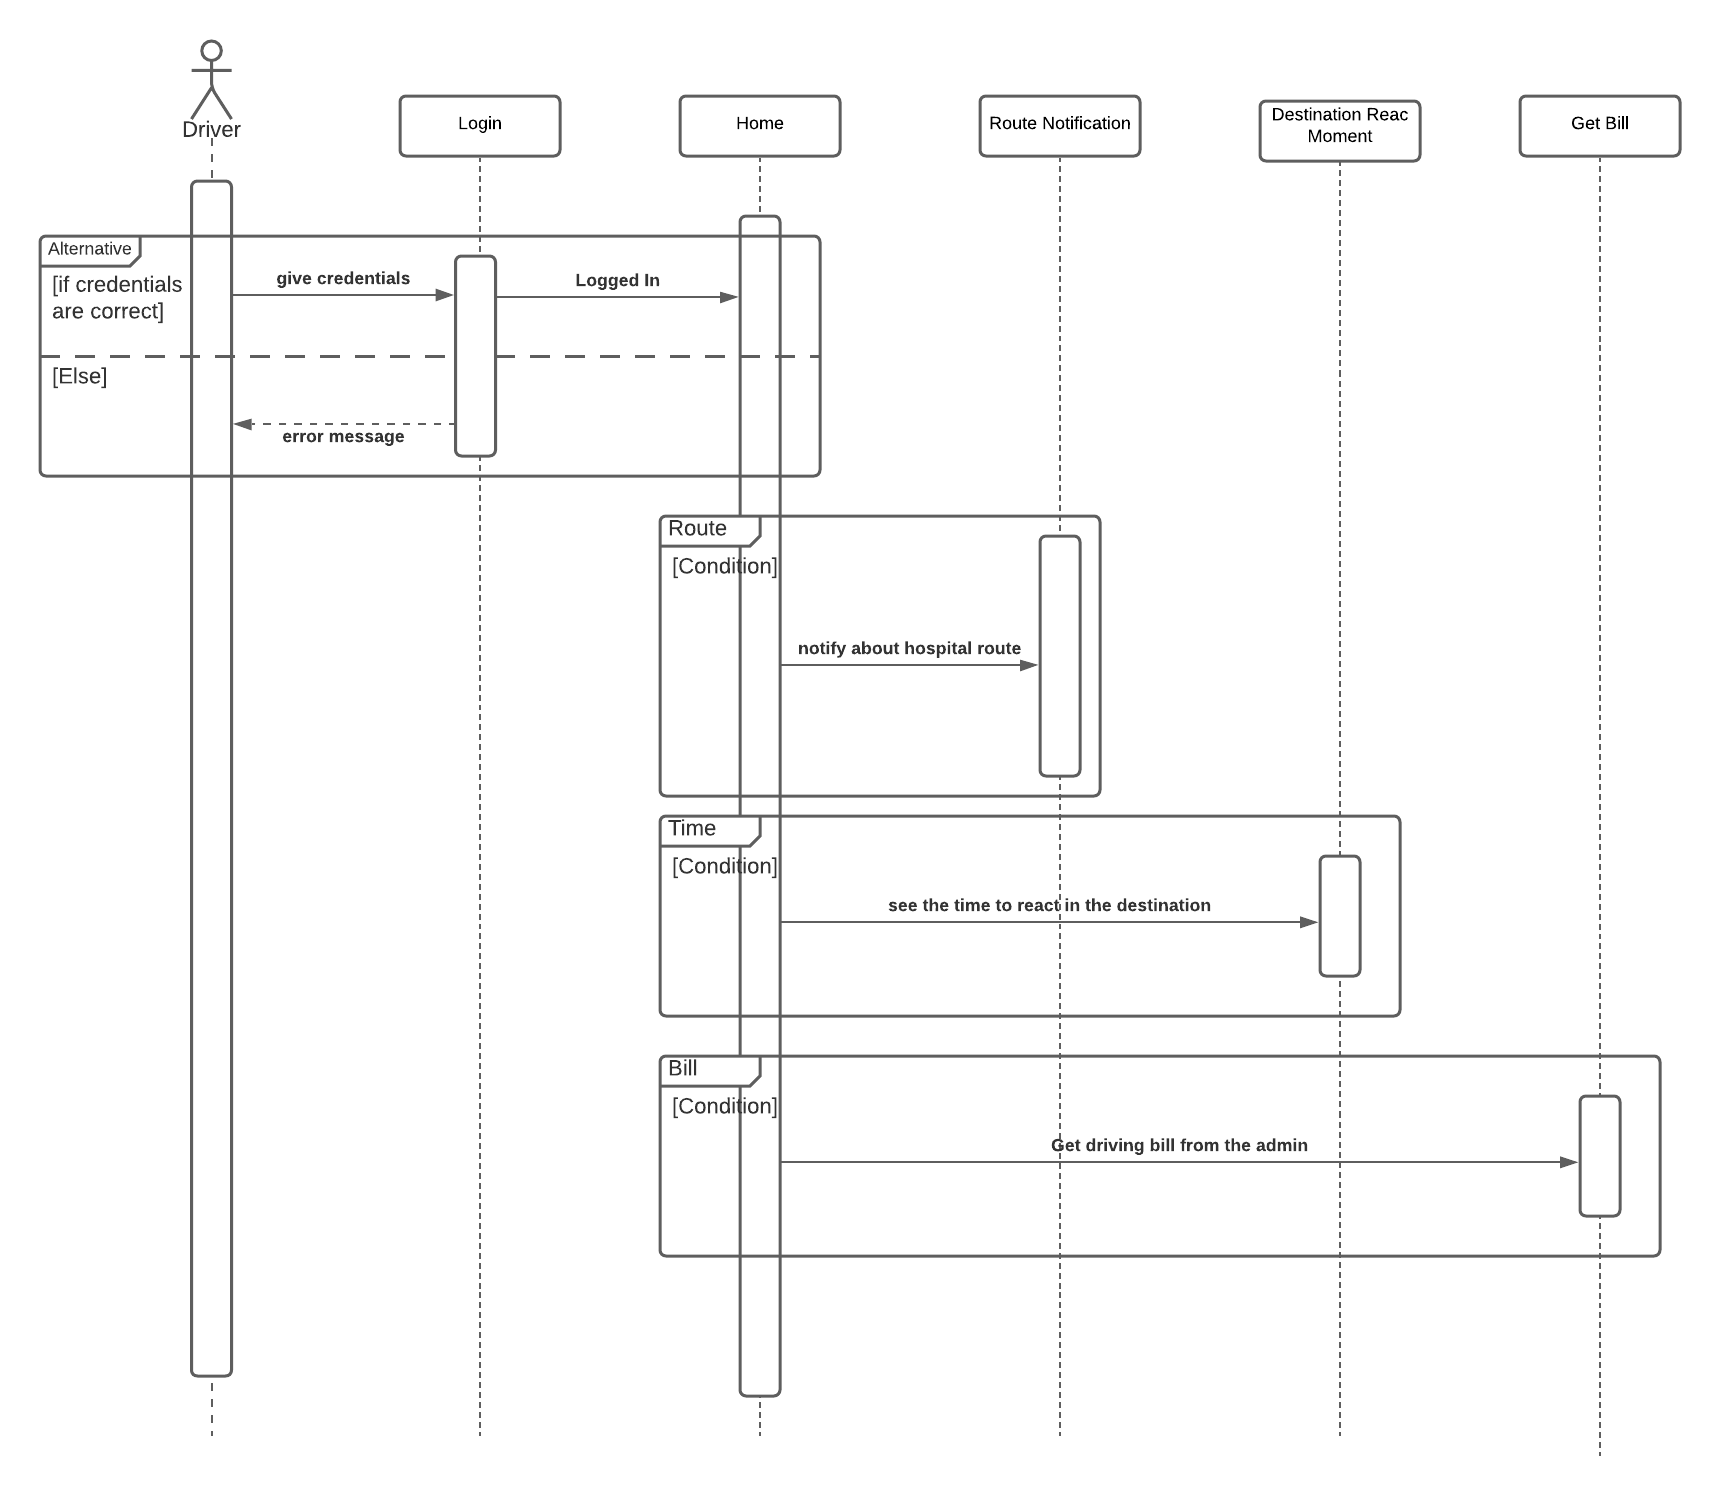 Driver
Login
Home
Route Notification
Destination Reac
Moment
Get Bill
Alternative
[if credentials
are correct]
give credentials
Logged In
[Else]
error message
Route
[Condition]
notify about hospital route
Time
[Condition]
see the time to react in the destination
Bill
[Condition]
Get driving bill from the admin